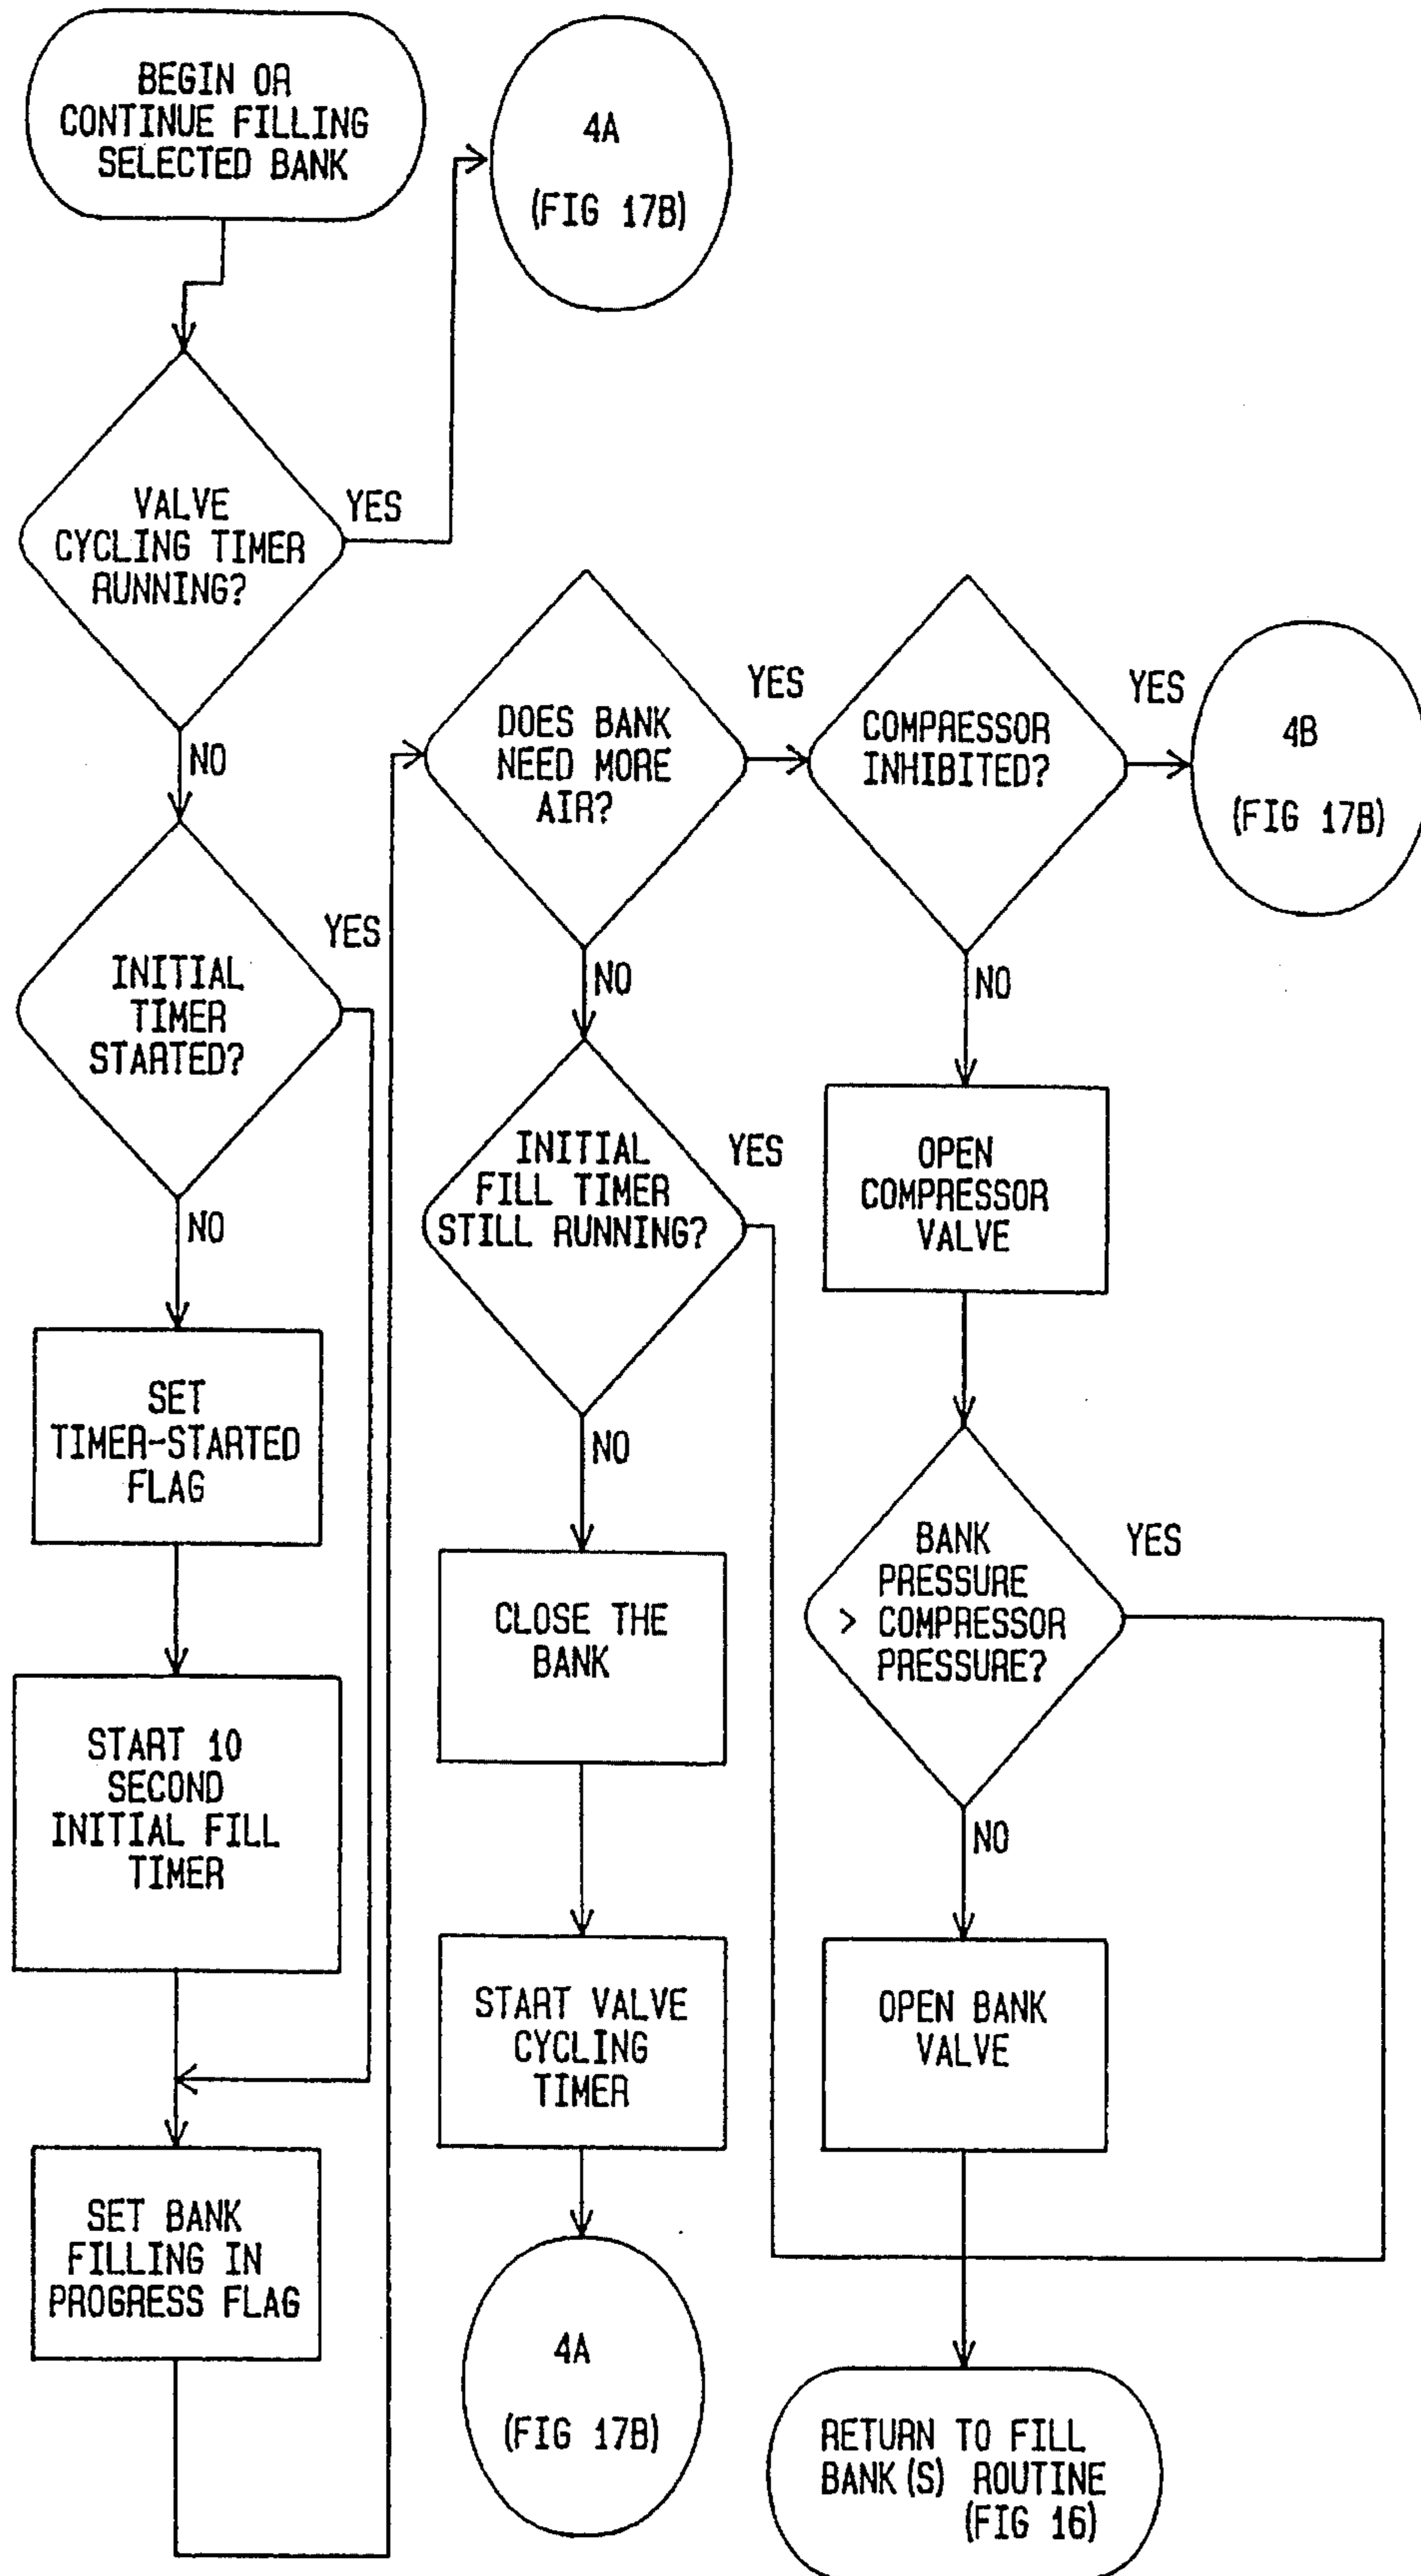 BEGIN OR
CONTINUE FILLING
SELECTED BANK
4A
(FIG 17B)
VALVE
CYCLING TIMER
RUNNING?
YES
NO
INITIAL
TIMER
STARTED?
YES
NO
SET
TIMER-STARTED
FLAG
START 10
SECOND
INITIAL FILL
TIMER
SET BANK
FILLING IN
PROGRESS FLAG
DOES BANK
NEED MORE
AIR?
YES
NO
INITIAL
FILL TIMER
STILL RUNNING?
YES
NO
CLOSE THE
BANK
START VALVE
CYCLING
TIMER
4A
(FIG 17B)
COMPRESSOR
INHIBITED?
YES
4B
(FIG 17B)
NO
OPEN
COMPRESSOR
VALVE
BANK
PRESSURE
> COMPRESSOR
PRESSURE?
YES
NO
OPEN BANK
VALVE
RETURN TO FILL
BANK(S) ROUTINE
(FIG 16)